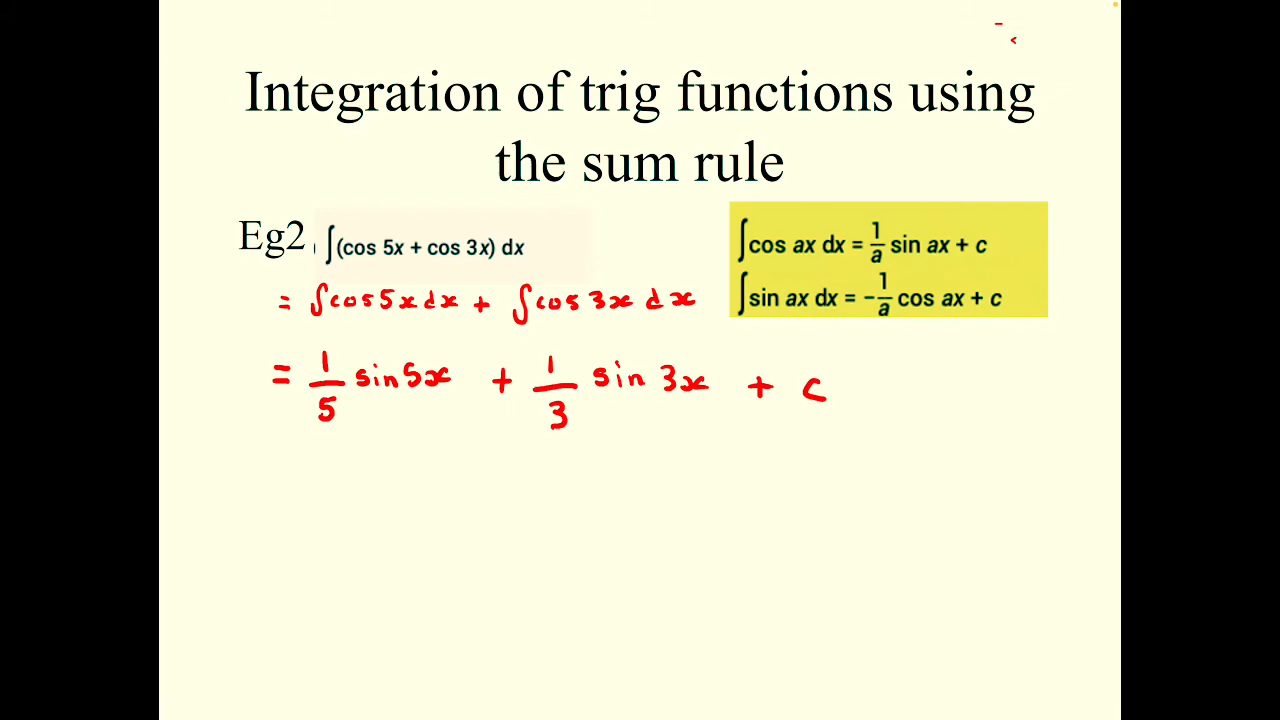 Integration of trig functions using
the sum rule
Eg2 ∫(cos 5x + cos 3x) dx
∫cos ax dx = 1/a sin ax + c
∫sin ax dx = -1/a cos ax + c
= ∫cos5x dx + ∫cos 3x dx
= 1/5 sin5x + 1/3 sin 3x + c